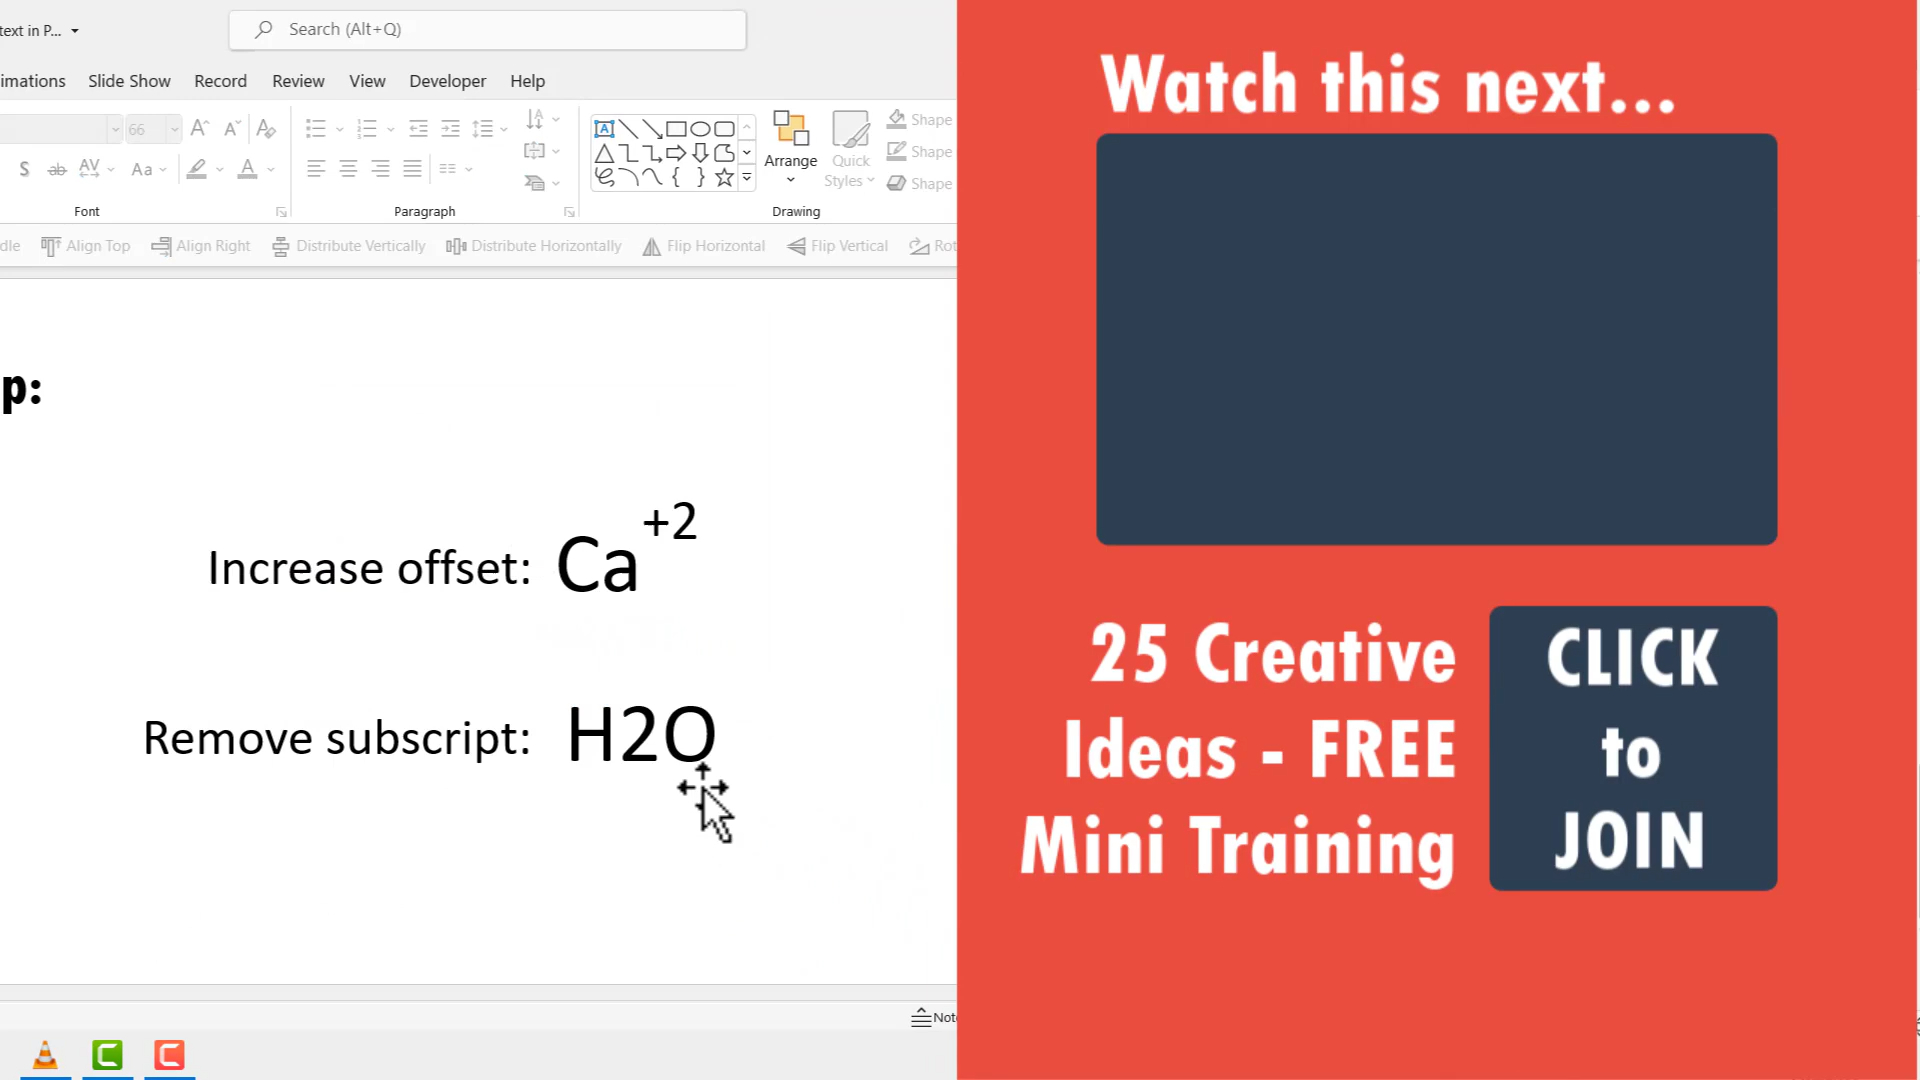 text in P...
Search (Alt+Q)
imations Slide Show Record Review View Developer Help
66
Aa
Arrange
Quick Styles
Shape
Shape
Shape
Font
Paragraph
Drawing
dle Align Top Align Right Distribute Vertically Distribute Horizontally Flip Horizontal Flip Vertical Rot
p:
Increase offset: Ca+2
Remove subscript: H2O
Note
Watch this next...
25 Creative
Ideas - FREE
Mini Training
CLICK
to
JOIN